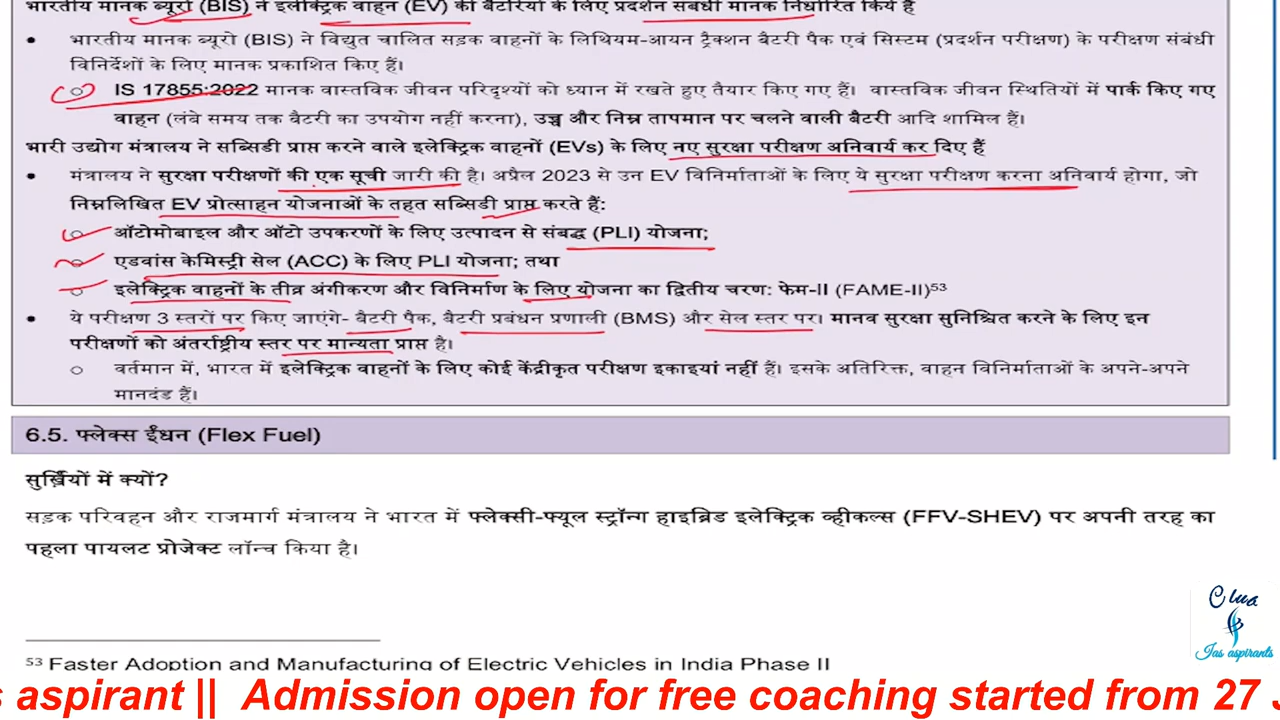 भारतीय मानक ब्यूरो (BIS) ने इलेक्ट्रिक वाहन (EV) की बैटरियों के लिए प्रदर्शन संबंधी मानक निर्धारित किये हैं
• भारतीय मानक ब्यूरो (BIS) ने विद्युत चालित सड़क वाहनों के लिथियम-आयन ट्रैक्शन बैटरी पैक एवं सिस्टम (प्रदर्शन परीक्षण) के परीक्षण संबंधी
विनिर्देशों के लिए मानक प्रकाशित किए हैं।
○ IS 17855:2022 मानक वास्तविक जीवन परिदृश्यों को ध्यान में रखते हुए तैयार किए गए हैं। वास्तविक जीवन स्थितियों में पार्क किए गए
वाहन (लंबे समय तक बैटरी का उपयोग नहीं करना), उच्च और निम्न तापमान पर चलने वाली बैटरी आदि शामिल हैं।
भारी उद्योग मंत्रालय ने सब्सिडी प्राप्त करने वाले इलेक्ट्रिक वाहनों (EVs) के लिए नए सुरक्षा परीक्षण अनिवार्य कर दिए हैं
• मंत्रालय ने सुरक्षा परीक्षणों की एक सूची जारी की है। अप्रैल 2023 से उन EV विनिर्माताओं के लिए ये सुरक्षा परीक्षण करना अनिवार्य होगा, जो
निम्नलिखित EV प्रोत्साहन योजनाओं के तहत सब्सिडी प्राप्त करते हैं:
○ ऑटोमोबाइल और ऑटो उपकरणों के लिए उत्पादन से संबद्ध (PLI) योजना;
○ एडवांस केमिस्ट्री सेल (ACC) के लिए PLI योजना; तथा
○ इलेक्ट्रिक वाहनों के तीव्र अंगीकरण और विनिर्माण के लिए योजना का द्वितीय चरण: फेम-II (FAME-II)⁵³
• ये परीक्षण 3 स्तरों पर किए जाएंगे- बैटरी पैक, बैटरी प्रबंधन प्रणाली (BMS) और सेल स्तर पर। मानव सुरक्षा सुनिश्चित करने के लिए इन
परीक्षणों को अंतर्राष्ट्रीय स्तर पर मान्यता प्राप्त है।
○ वर्तमान में, भारत में इलेक्ट्रिक वाहनों के लिए कोई केंद्रीकृत परीक्षण इकाइयां नहीं हैं। इसके अतिरिक्त, वाहन विनिर्माताओं के अपने-अपने
मानदंड हैं।
6.5. फ्लेक्स ईंधन (Flex Fuel)
सुर्ख़ियों में क्यों?
सड़क परिवहन और राजमार्ग मंत्रालय ने भारत में फ्लेक्सी-फ्यूल स्ट्रॉन्ग हाइब्रिड इलेक्ट्रिक व्हीकल्स (FFV-SHEV) पर अपनी तरह का
पहला पायलट प्रोजेक्ट लॉन्च किया है।
Clua
Jas aspirants
⁵³ Faster Adoption and Manufacturing of Electric Vehicles in India Phase II
s aspirant || Admission open for free coaching started from 27 J